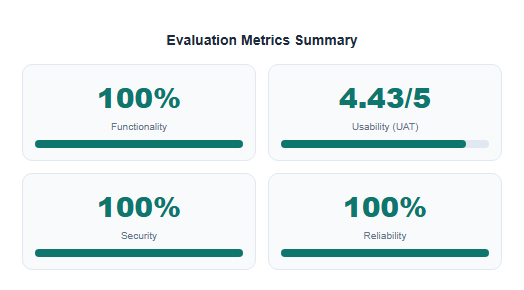 Evaluation Metrics Summary
100%
Functionality
4.43/5
Usability (UAT)
100%
Security
100%
Reliability